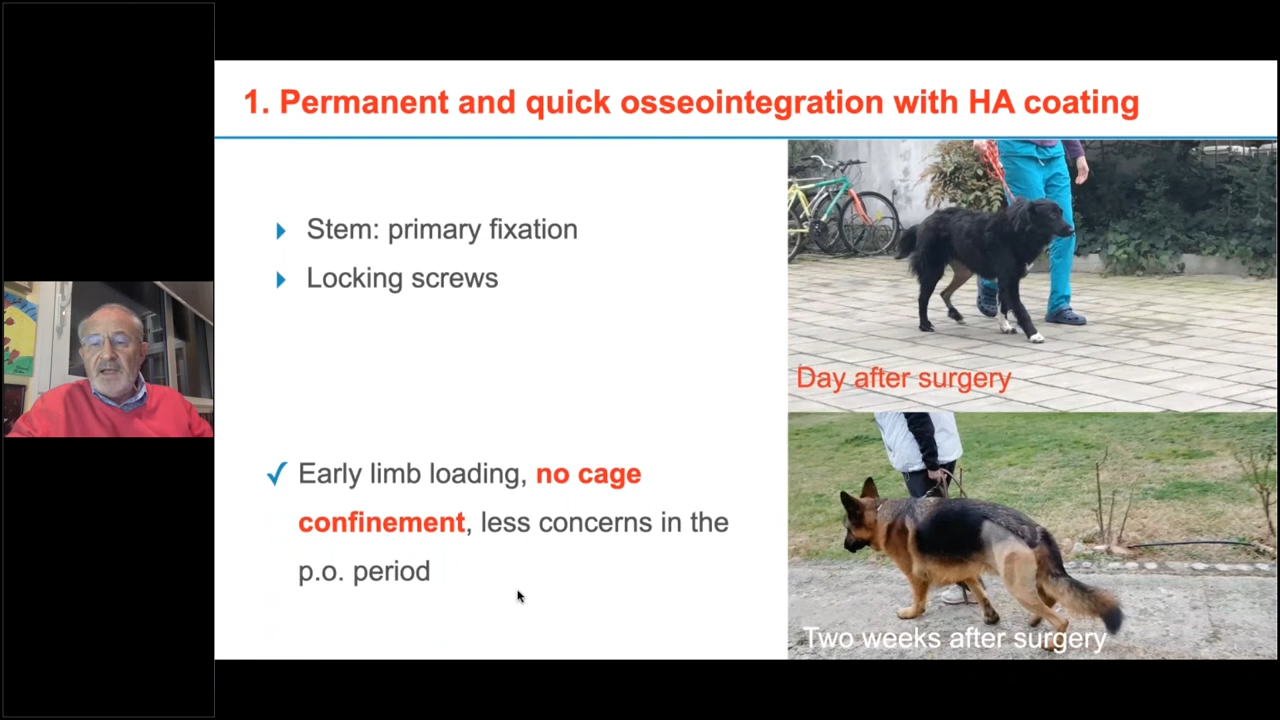 1. Permanent and quick osseointegration with HA coating
Stem: primary fixation
Locking screws
Early limb loading, no cage
confinement, less concerns in the
p.o. period
Day after surgery
Two weeks after surgery